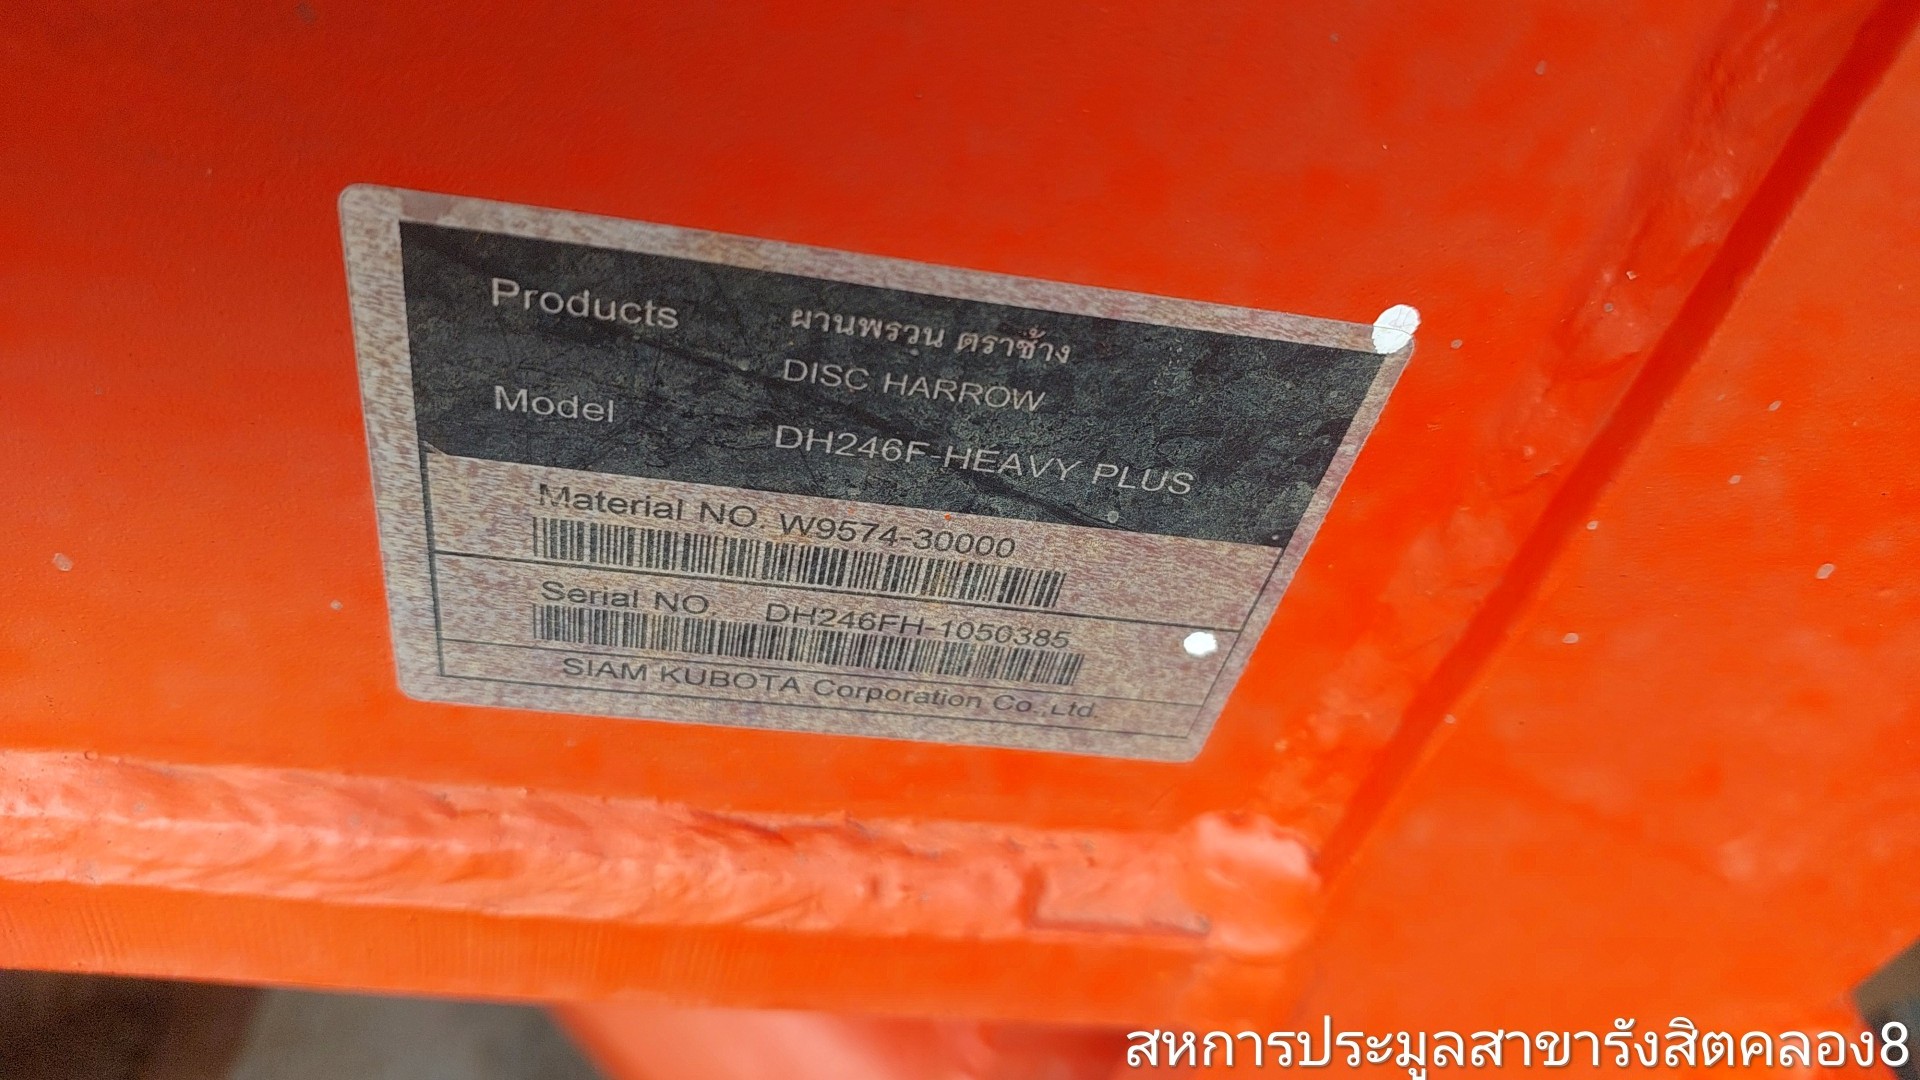 Products ผานพรวน ตราช้าง
DISC HARROW
Model DH246F-HEAVY PLUS
Material NO. W9574-30000
Serial NO. DH246FH-1050385
SIAM KUBOTA Corporation Co.,Ltd.
สหการประมูลสาขารังสิตคลอง8